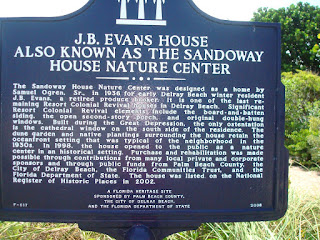 J.B. EVANS HOUSE
ALSO KNOWN AS THE SANDOWAY
HOUSE NATURE CENTER
The Sandoway House Nature Center was designed as a home by
Samuel Ogren, Sr., in 1936 for early Delray Beach winter resident
J.B. Evans, a retired produce broker. It is one of the last re-
maining Resort Colonial Revival houses in Delray Beach. Significant
Resort Colonial Revival elements include the board-and-batten
siding, the open second-story porch, and original double-hung
windows. Built during the Great Depression, the only ostentation
is the cathedral window on the south side of the residence. The
dune garden and native plantings surrounding the house retain the
oceanfront setting that was typical of the neighborhood in the
1930s. In 1998, the house opened to the public as a nature
center in an historical setting. Purchase and rehabilitation was made
possible through contributions from many local private and corporate
sponsors and through public funds from Palm Beach County, the
City of Delray Beach, the Florida Communities Trust, and the
Florida Department of State. The house was listed on the National
Register of Historic Places in 2002.
A FLORIDA HERITAGE SITE
SPONSORED BY PALM BEACH COUNTY,
THE CITY OF DELRAY BEACH,
AND THE FLORIDA DEPARTMENT OF STATE